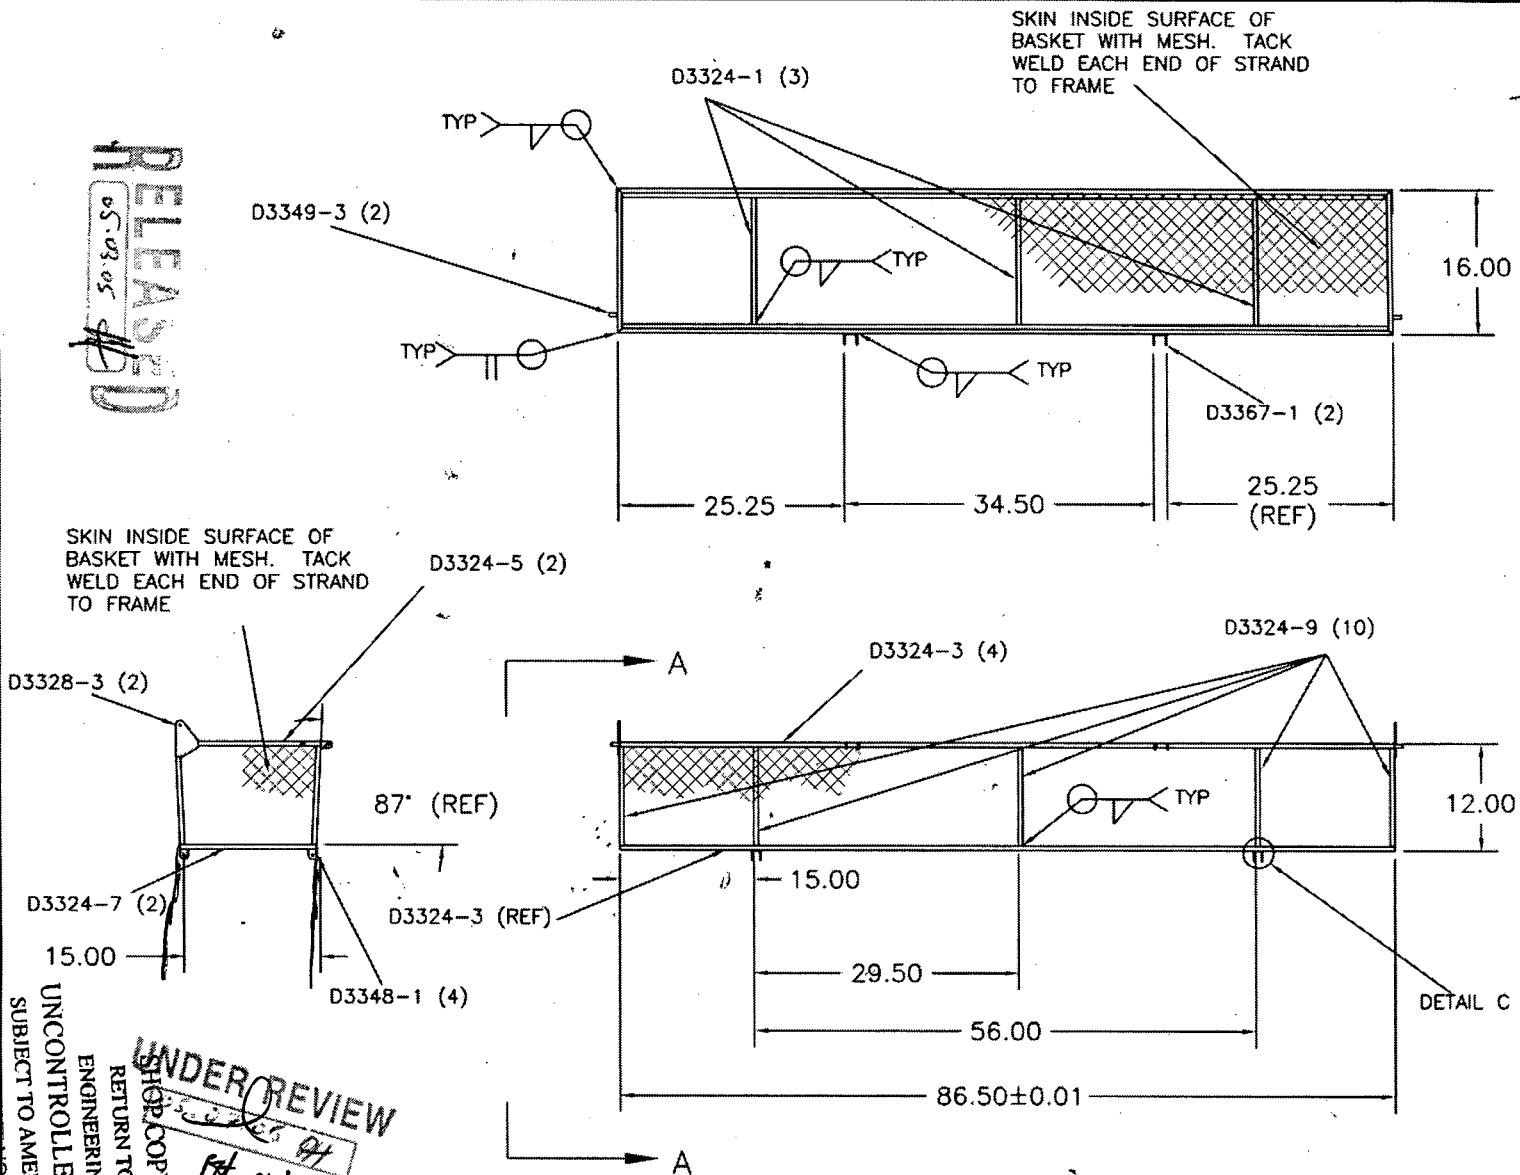 SKIN INSIDE SURFACE OF
BASKET WITH MESH. TACK
WELD EACH END OF STRAND
TO FRAME
D3324-1 (3)
TYP
RELEASED
05.03.05
D3349-3 (2)
TYP
16.00
TYP
TYP
D3367-1 (2)
25.25
34.50
25.25
(REF)
SKIN INSIDE SURFACE OF
BASKET WITH MESH. TACK
WELD EACH END OF STRAND
TO FRAME
D3324-5 (2)
D3324-9 (10)
D3324-3 (4)
A
D3328-3 (2)
87° (REF)
TYP
12.00
15.00
D3324-7 (2)
D3324-3 (REF)
15.00
29.50
D3348-1 (4)
DETAIL C
56.00
86.50±0.01
A
UNDER REVIEW
SHOP COPY
RETURN TO
ENGINEERIN
UNCONTROLLE
SUBJECT TO AME